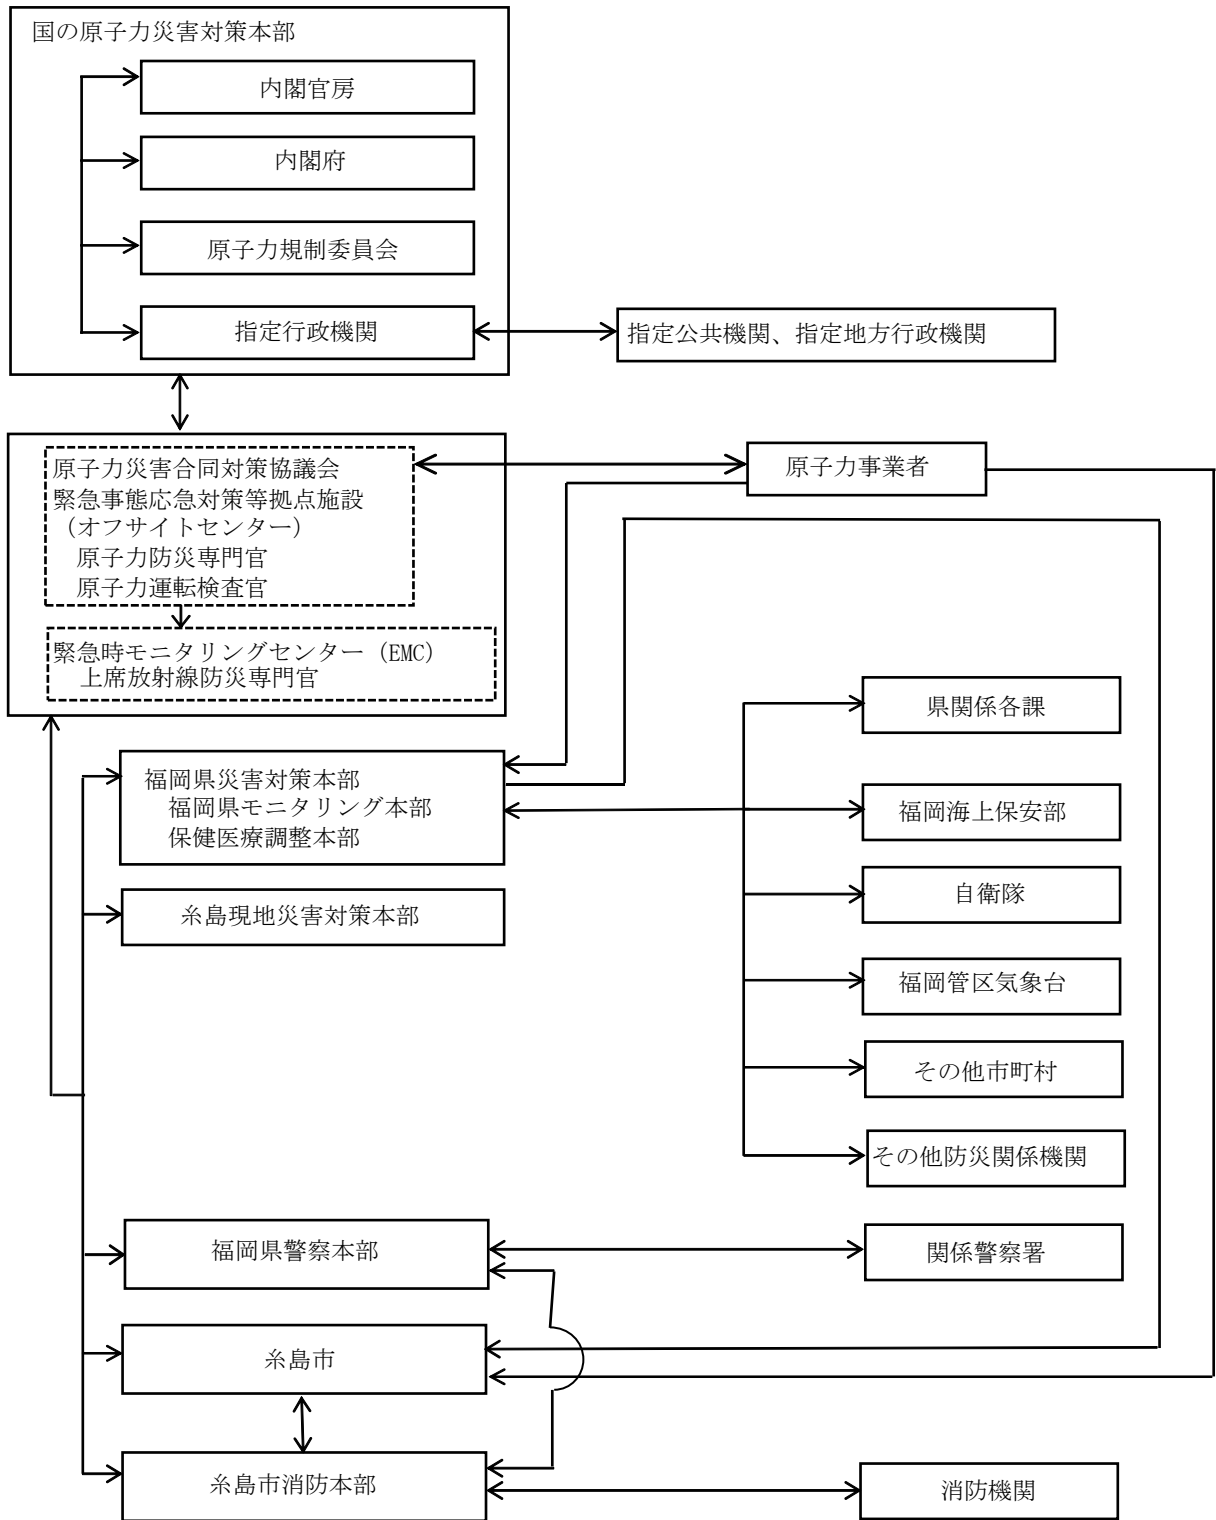 国の原子力災害対策本部
内閣官房
内閣府
原子力規制委員会
指定行政機関
指定公共機関、指定地方行政機関
原子力災害合同対策協議会
緊急事態応急対策等拠点施設
（オフサイトセンター）
原子力防災専門官
原子力運転検査官
原子力事業者
緊急時モニタリングセンター（EMC）
上席放射線防災専門官
県関係各課
福岡県災害対策本部
福岡県モニタリング本部
保健医療調整本部
福岡海上保安部
自衛隊
糸島現地災害対策本部
福岡管区気象台
その他市町村
その他防災関係機関
福岡県警察本部
関係警察署
糸島市
糸島市消防本部
消防機関